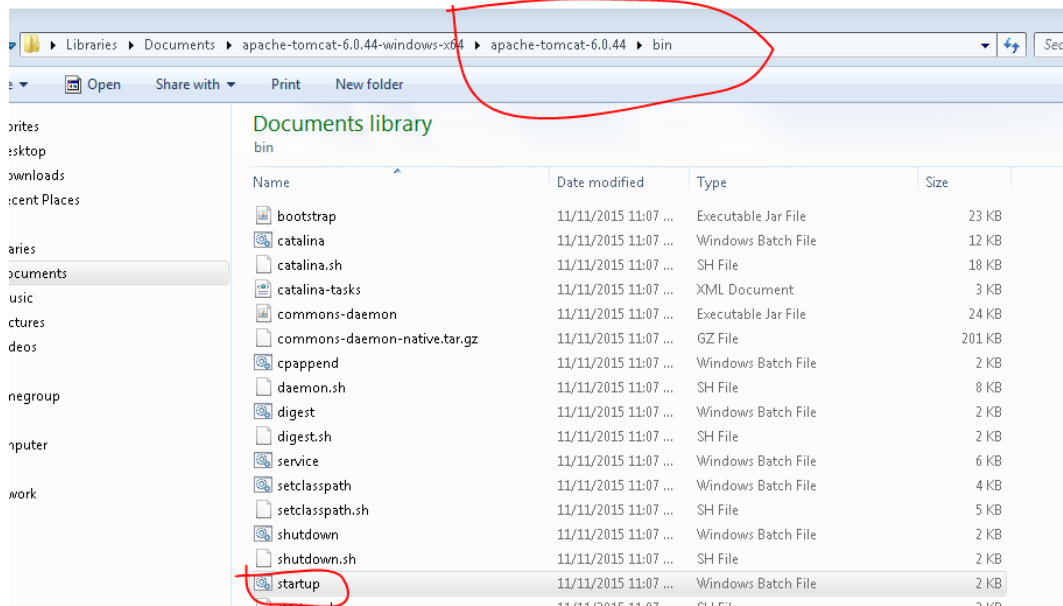 Libraries Documents apache-tomcat-6.0.44-windows-x64 apache-tomcat-6.0.44 bin
Open Share with Print New folder
Documents library
bin
Name Date modified Type Size
bootstrap 11/11/2015 11:07 ... Executable Jar File 23 KB
catalina 11/11/2015 11:07 ... Windows Batch File 12 KB
catalina.sh 11/11/2015 11:07 ... SH File 18 KB
catalina-tasks 11/11/2015 11:07 ... XML Document 3 KB
commons-daemon 11/11/2015 11:07 ... Executable Jar File 24 KB
commons-daemon-native.tar.gz 11/11/2015 11:07 ... GZ File 201 KB
cpappend 11/11/2015 11:07 ... Windows Batch File 2 KB
daemon.sh 11/11/2015 11:07 ... SH File 8 KB
digest 11/11/2015 11:07 ... Windows Batch File 2 KB
digest.sh 11/11/2015 11:07 ... SH File 2 KB
service 11/11/2015 11:07 ... Windows Batch File 6 KB
setclasspath 11/11/2015 11:07 ... Windows Batch File 4 KB
setclasspath.sh 11/11/2015 11:07 ... SH File 5 KB
shutdown 11/11/2015 11:07 ... Windows Batch File 2 KB
shutdown.sh 11/11/2015 11:07 ... SH File 2 KB
startup 11/11/2015 11:07 ... Windows Batch File 2 KB
orites
esktop
ownloads
ecent Places
aries
ocuments
usic
ctures
deos
negroup
nputer
work